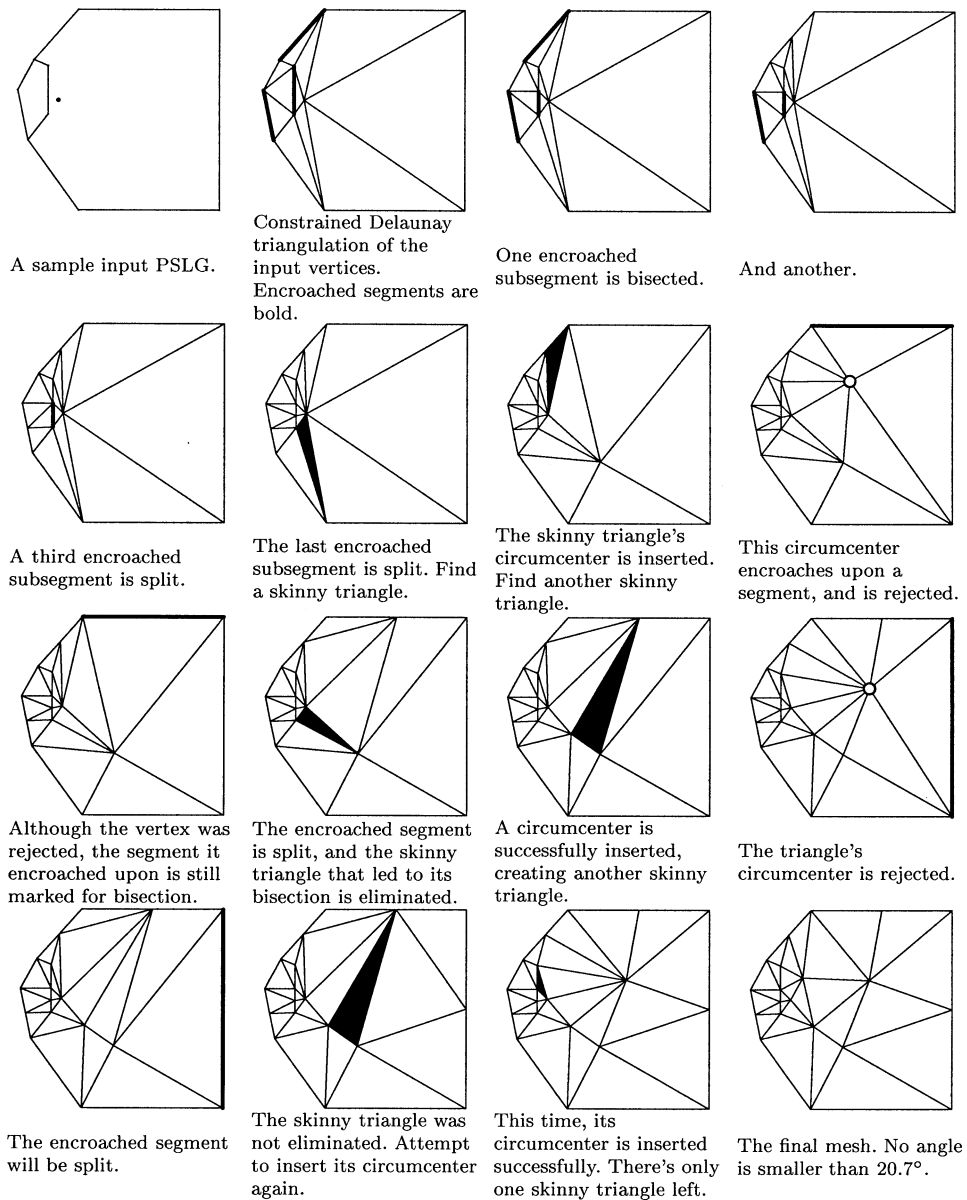 A sample input PSLG.
Constrained Delaunay
triangulation of the
input vertices.
Encroached segments are
bold.
One encroached
subsegment is bisected.
And another.
A third encroached
subsegment is split.
The last encroached
subsegment is split. Find
a skinny triangle.
The skinny triangle's
circumcenter is inserted.
Find another skinny
triangle.
This circumcenter
encroaches upon a
segment, and is rejected.
Although the vertex was
rejected, the segment it
encroached upon is still
marked for bisection.
The encroached segment
is split, and the skinny
triangle that led to its
bisection is eliminated.
A circumcenter is
successfully inserted,
creating another skinny
triangle.
The triangle's
circumcenter is rejected.
The encroached segment
will be split.
The skinny triangle was
not eliminated. Attempt
to insert its circumcenter
again.
This time, its
circumcenter is inserted
successfully. There's only
one skinny triangle left.
The final mesh. No angle
is smaller than 20.7°.